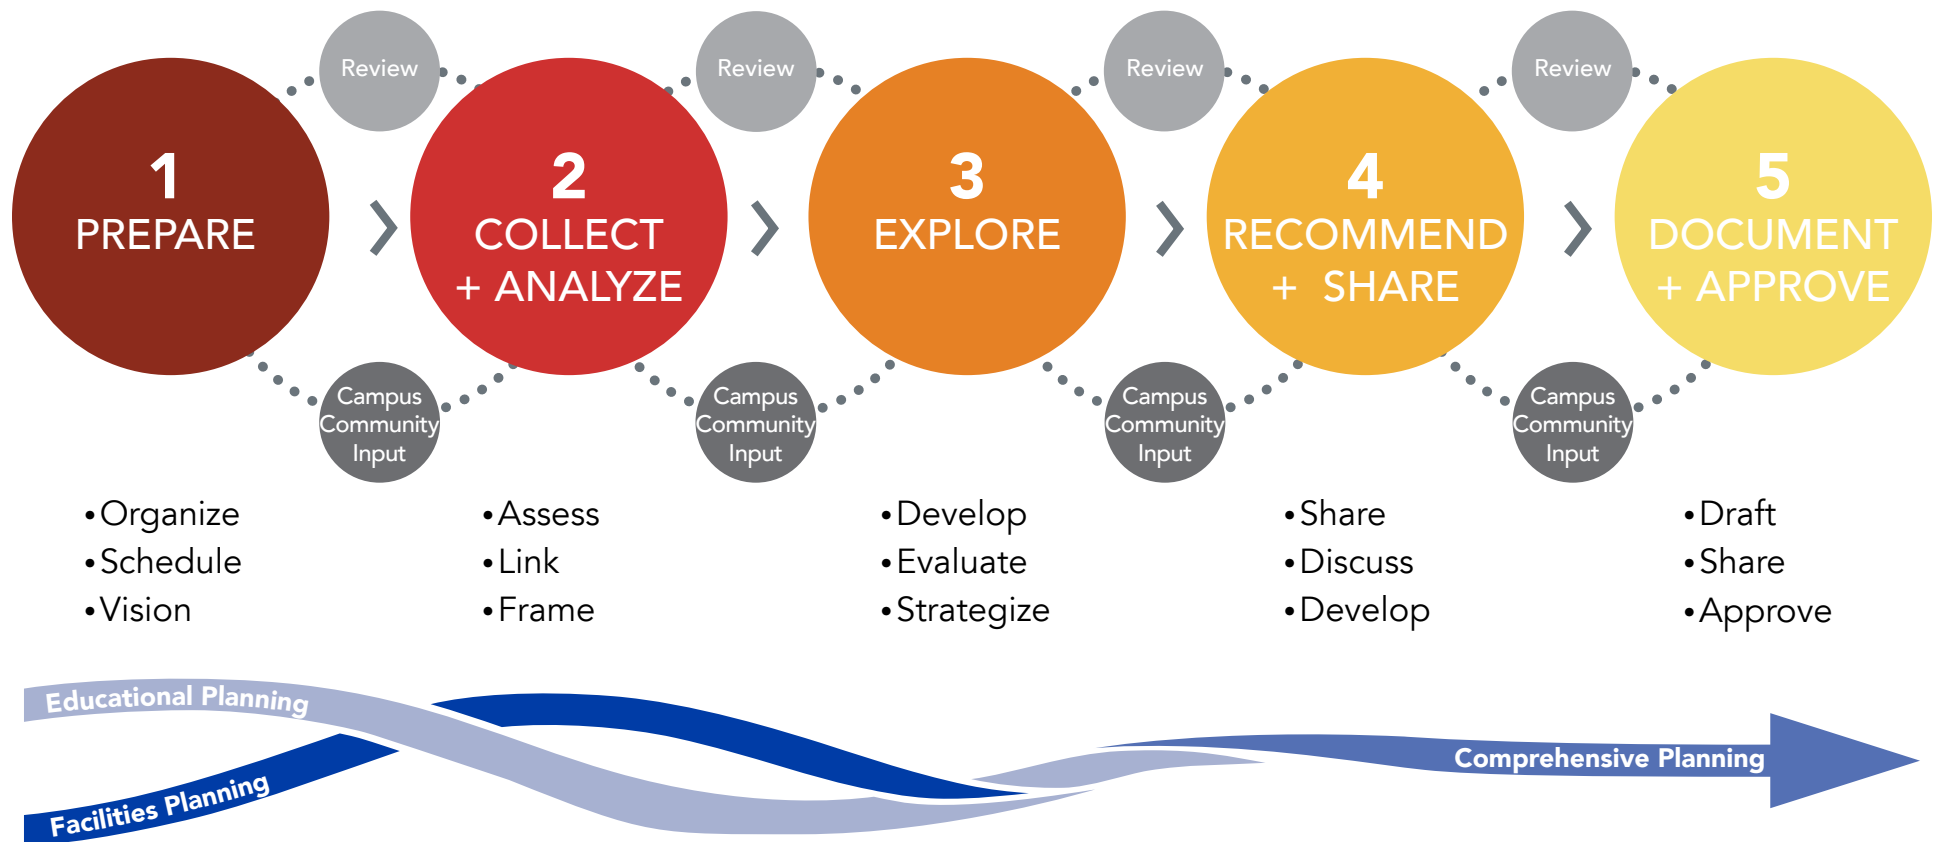 Review
Review
Review
Review
1
PREPARE
2
COLLECT
+ ANALYZE
3
EXPLORE
4
RECOMMEND
+ SHARE
5
DOCUMENT
+ APPROVE
Campus
Community
Input
Campus
Community
Input
Campus
Community
Input
Campus
Community
Input
•Organize
•Schedule
•Vision
•Assess
•Link
•Frame
•Develop
•Evaluate
•Strategize
•Share
•Discuss
•Develop
•Draft
•Share
•Approve
Educational Planning
Facilities Planning
Comprehensive Planning